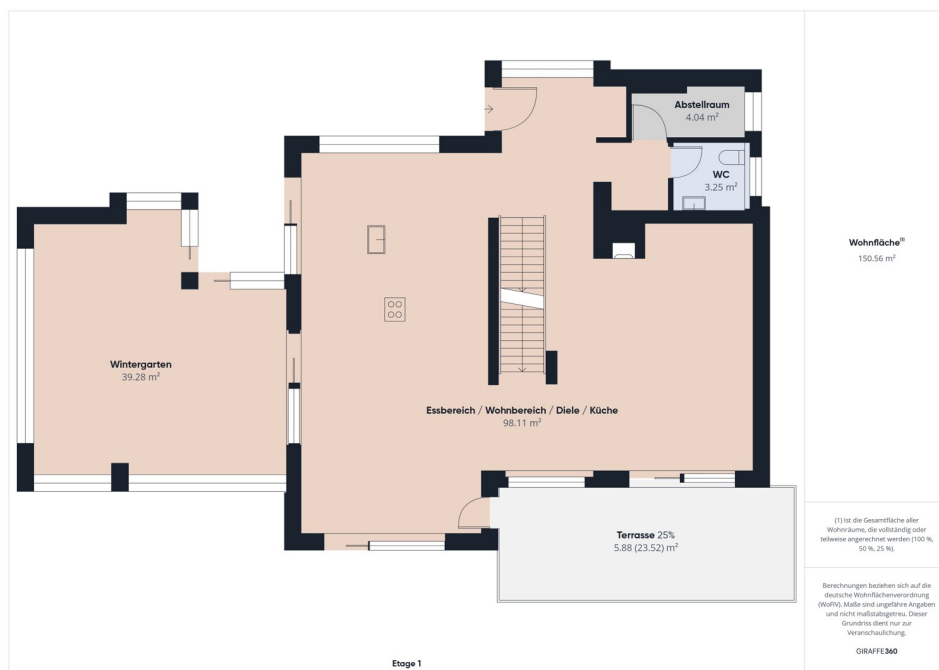 Abstellraum
4.04 m²
WC
3.25 m²
Wintergarten
39.28 m²
Essbereich / Wohnbereich / Diele / Küche
98.11 m²
Terrasse 25%
5.88 (23.52) m²
Etage 1
Wohnfläche⁽¹⁾
150.56 m²
(1) Ist die Gesamtfläche aller
Wohnräume, die vollständig oder
teilweise angerechnet werden (100 %,
50 %, 25 %).
Berechnungen beziehen sich auf die
deutsche Wohnflächenverordnung
(WoFlV). Maße sind ungefähre Angaben
und nicht maßstabsgetreu. Dieser
Grundriss dient nur zur
Veranschaulichung.
GIRAFFE360